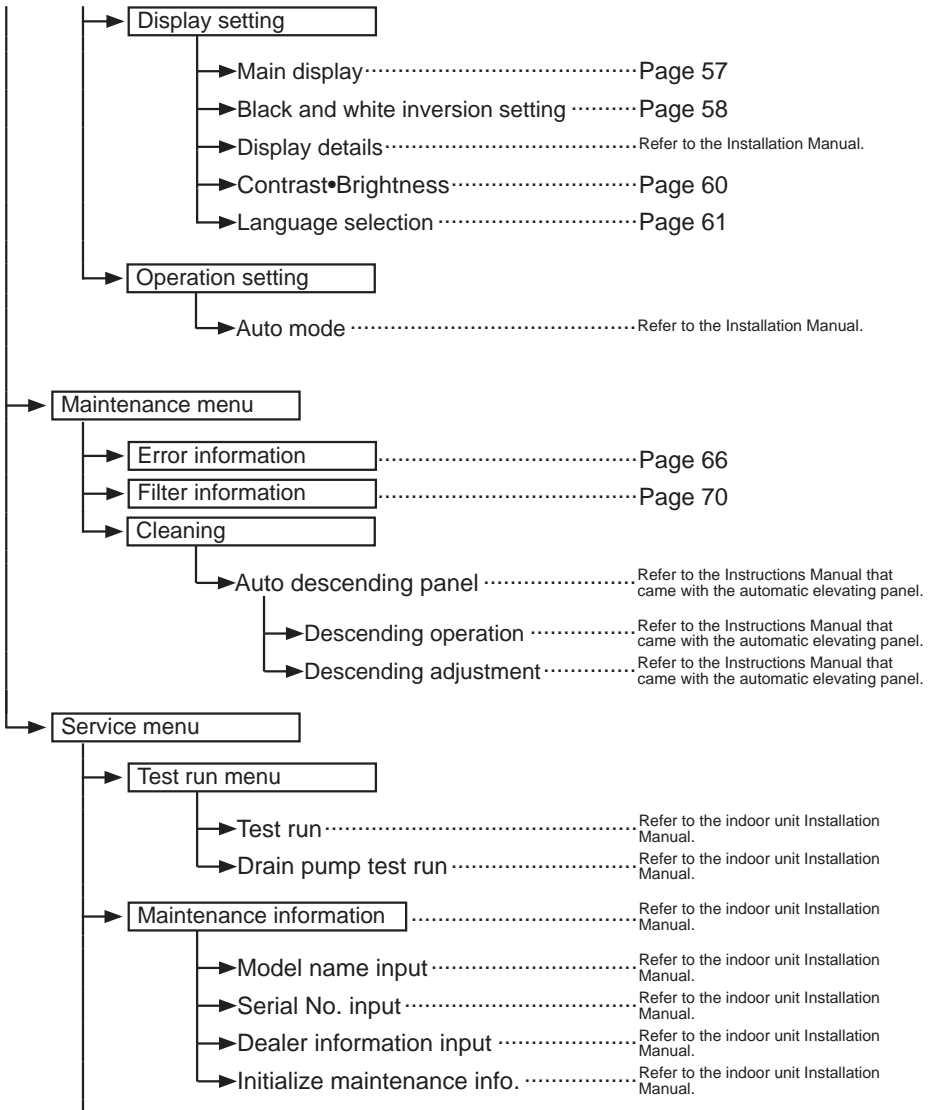 Display setting
Main display Page 57
Black and white inversion setting Page 58
Display details Refer to the Installation Manual.
Contrast•Brightness Page 60
Language selection Page 61
Operation setting
Auto mode Refer to the Installation Manual.
Maintenance menu
Error information Page 66
Filter information Page 70
Cleaning
Auto descending panel Refer to the Instructions Manual that
came with the automatic elevating panel.
Descending operation Refer to the Instructions Manual that
came with the automatic elevating panel.
Descending adjustment Refer to the Instructions Manual that
came with the automatic elevating panel.
Service menu
Test run menu
Test run Refer to the indoor unit Installation
Manual.
Drain pump test run Refer to the indoor unit Installation
Manual.
Maintenance information Refer to the indoor unit Installation
Manual.
Model name input Refer to the indoor unit Installation
Manual.
Serial No. input Refer to the indoor unit Installation
Manual.
Dealer information input Refer to the indoor unit Installation
Manual.
Initialize maintenance info. Refer to the indoor unit Installation
Manual.